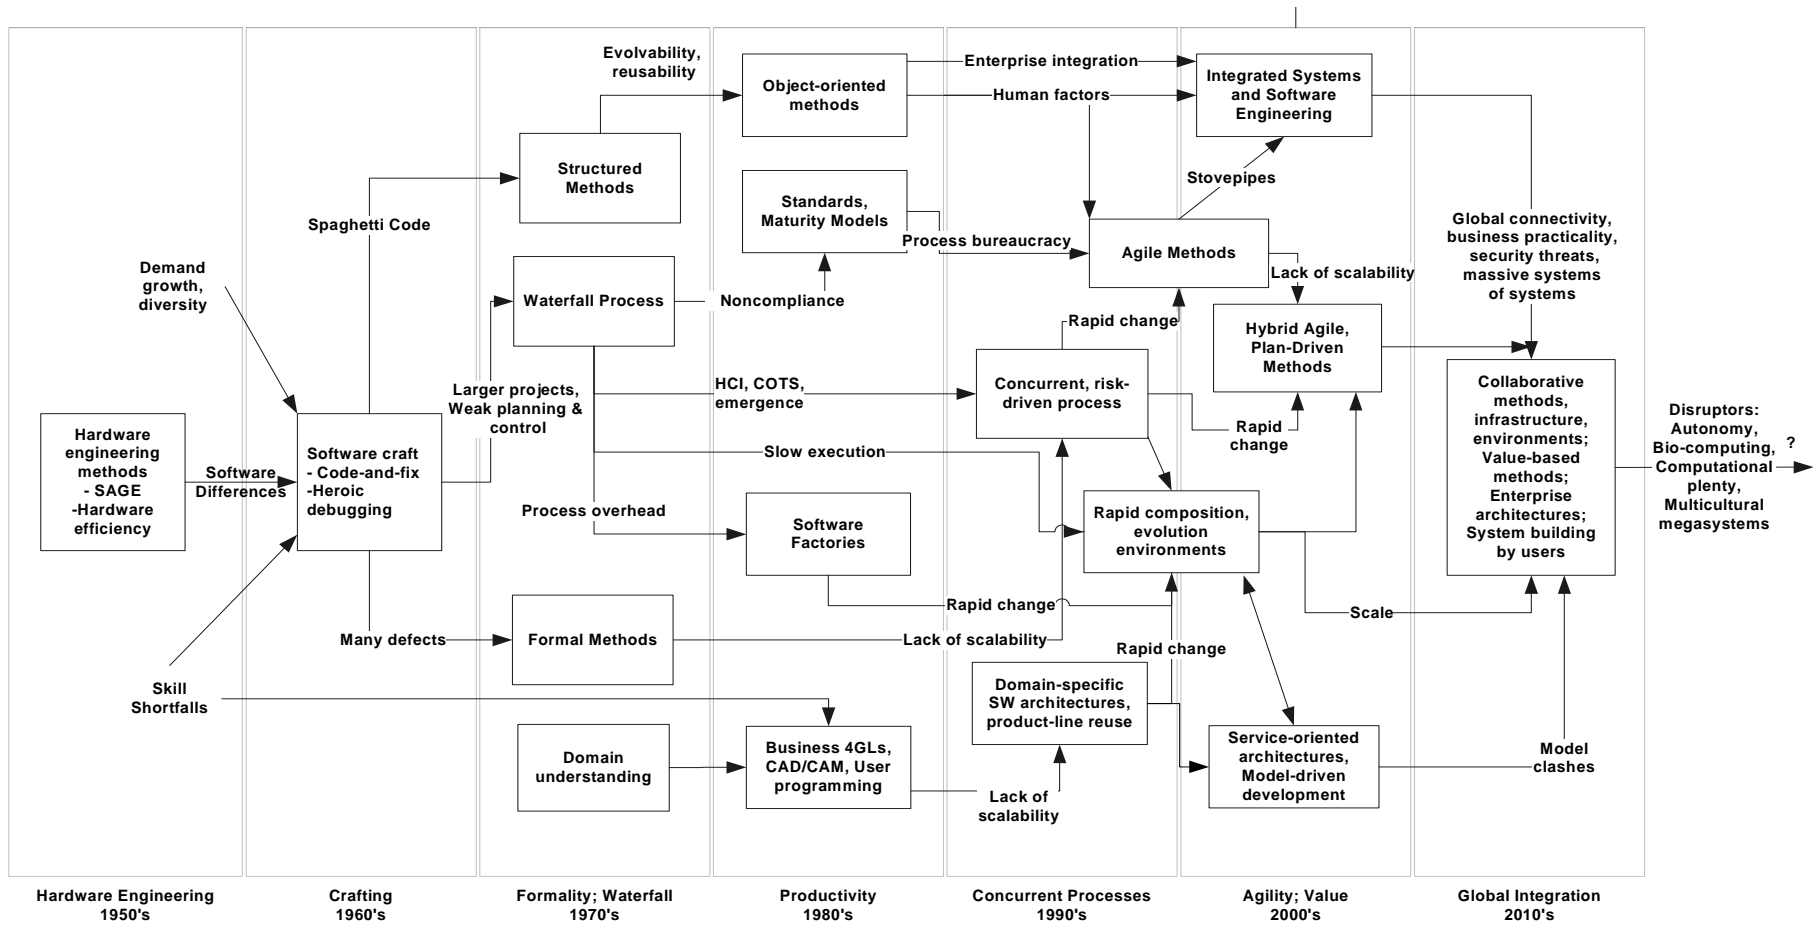 Evolvability,
reusability
Object-oriented
methods
Enterprise integration
Human factors
Integrated Systems
and Software
Engineering
Structured
Methods
Standards,
Maturity Models
Stovepipes
Spaghetti Code
Process bureaucracy
Agile Methods
Lack of scalability
Global connectivity,
business practicality,
security threats,
massive systems
of systems
Demand
growth,
diversity
Waterfall Process
Noncompliance
Rapid change
Hybrid Agile,
Plan-Driven
Methods
Larger projects,
Weak planning &
control
HCI, COTS,
emergence
Concurrent, risk-
driven process
Rapid
change
Collaborative
methods,
infrastructure,
environments;
Value-based
methods;
Enterprise
architectures;
System building
by users
Disruptors:
Autonomy,
Bio-computing,
Computational
plenty,
Multicultural
megasystems
?
Hardware
engineering
methods
- SAGE
-Hardware
efficiency
Software
Differences
Software craft
- Code-and-fix
-Heroic
debugging
Slow execution
Process overhead
Software
Factories
Rapid composition,
evolution
environments
Rapid change
Scale
Many defects
Formal Methods
Lack of scalability
Rapid change
Skill
Shortfalls
Domain-specific
SW architectures,
product-line reuse
Domain
understanding
Business 4GLs,
CAD/CAM, User
programming
Lack of
scalability
Service-oriented
architectures,
Model-driven
development
Model
clashes
Hardware Engineering
1950's
Crafting
1960's
Formality; Waterfall
1970's
Productivity
1980's
Concurrent Processes
1990's
Agility; Value
2000's
Global Integration
2010's